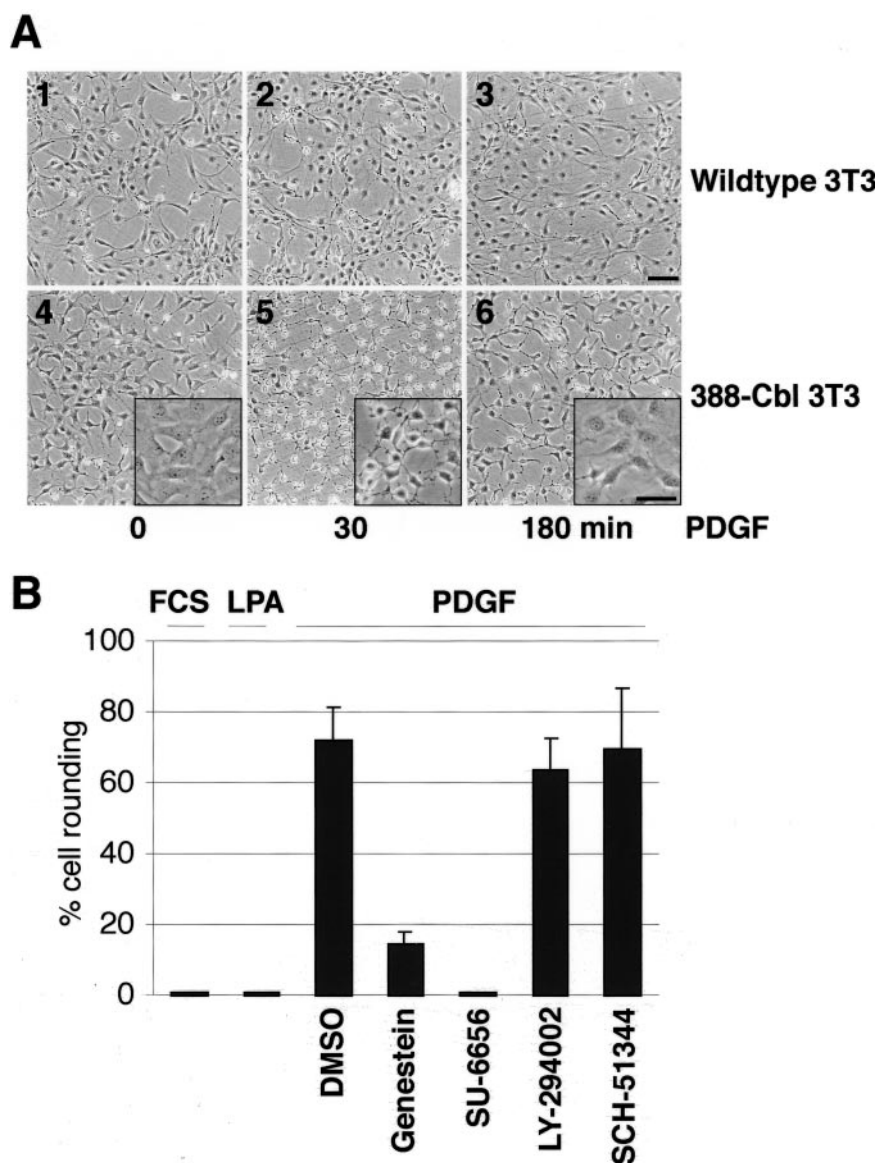 A
1 2 3
Wildtype 3T3
4 5 6
388-Cbl 3T3
0 30 180 min PDGF
B
FCS LPA PDGF
% cell rounding
100
80
60
40
20
0
DMSO
Genestein
SU-6656
LY-294002
SCH-51344